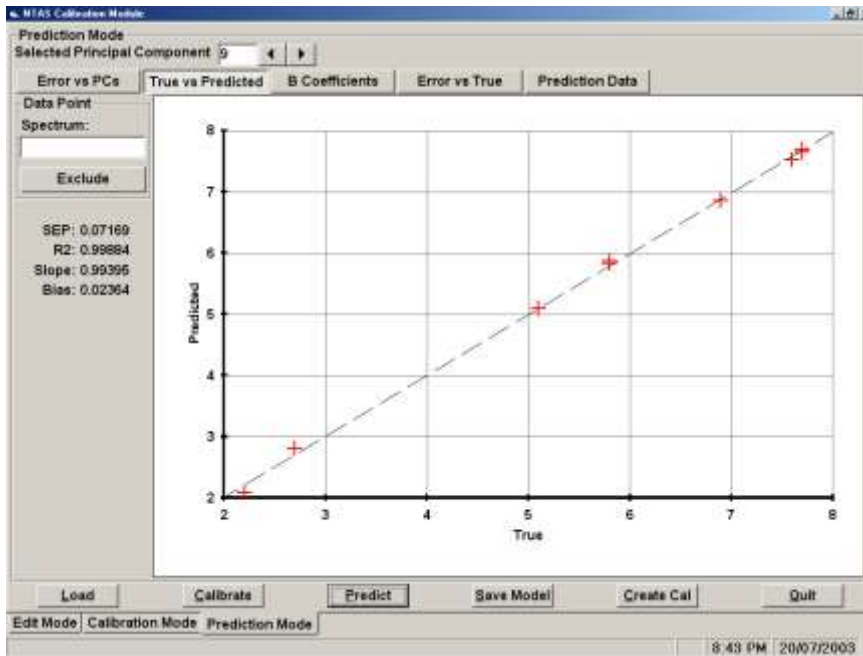 NTAS Calibration Module
Prediction Mode
Selected Principal Component 9
Error vs PCs True vs Predicted B Coefficients Error vs True Prediction Data
Data Point
Spectrum:
Exclude
SEP: 0.07169
R2: 0.99884
Slope: 0.99395
Bias: 0.02364
8
7
6
5
4
3
2
Predicted
2 3 4 5 6 7 8
True
Load Calibrate Predict Save Model Create Cal Quit
Edit Mode Calibration Mode Prediction Mode
8:43 PM 20/07/2003